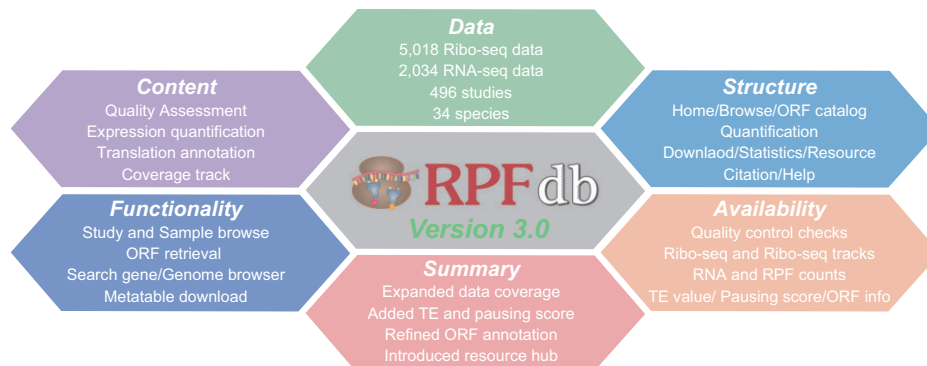 Data
5,018 Ribo-seq data
2,034 RNA-seq data
496 studies
34 species
Content
Quality Assessment
Expression quantification
Translation annotation
Coverage track
Structure
Home/Browse/ORF catalog
Quantification
Downlaod/Statistics/Resource
Citation/Help
RPFdb
Version 3.0
Functionality
Study and Sample browse
ORF retrieval
Search gene/Genome browser
Metatable download
Availability
Quality control checks
Ribo-seq and Ribo-seq tracks
RNA and RPF counts
TE value/ Pausing score/ORF info
Summary
Expanded data coverage
Added TE and pausing score
Refined ORF annotation
Introduced resource hub